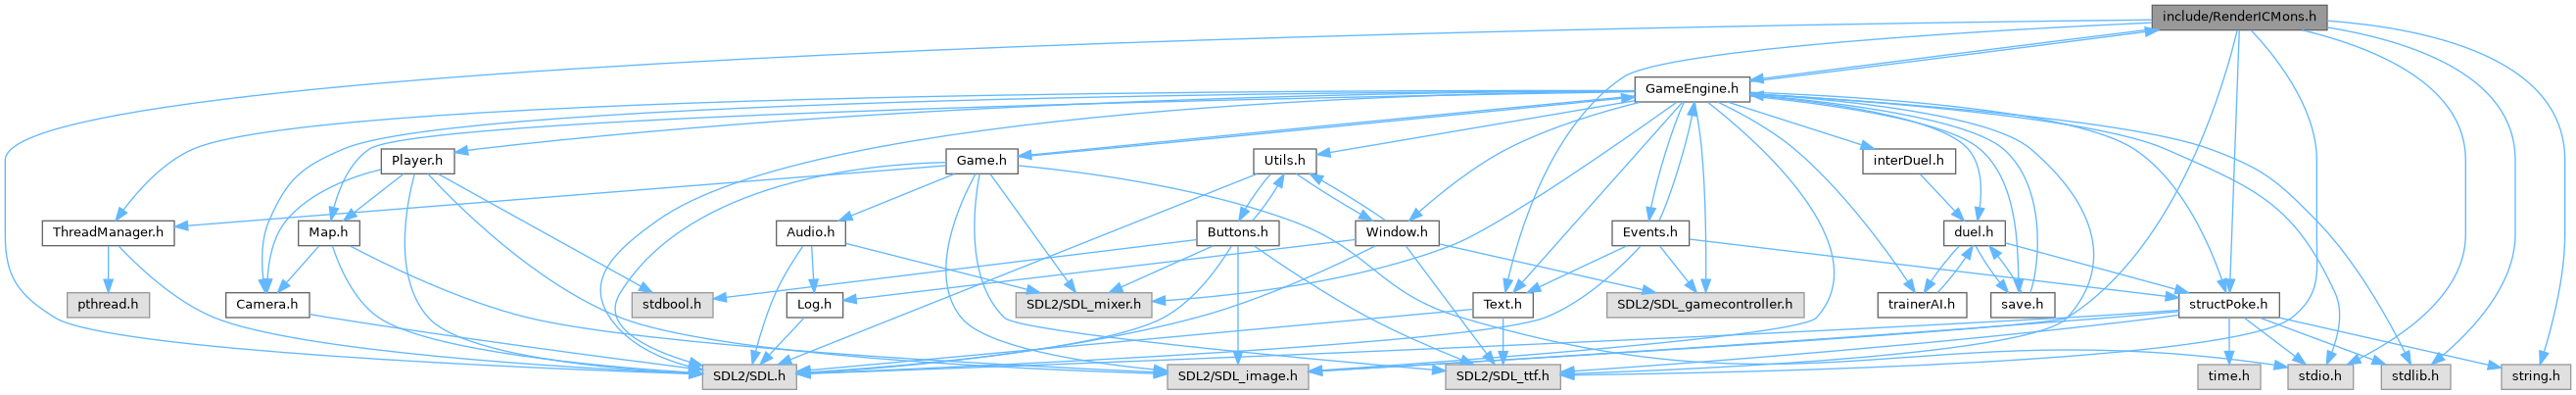 include/RenderICMons.h
GameEngine.h
Player.h
Game.h
Utils.h
interDuel.h
ThreadManager.h
Map.h
Audio.h
Buttons.h
Window.h
Events.h
duel.h
pthread.h
Camera.h
stdbool.h
Log.h
SDL2/SDL_mixer.h
Text.h
SDL2/SDL_gamecontroller.h
trainerAI.h
save.h
structPoke.h
SDL2/SDL.h
SDL2/SDL_image.h
SDL2/SDL_ttf.h
time.h
stdio.h
stdlib.h
string.h